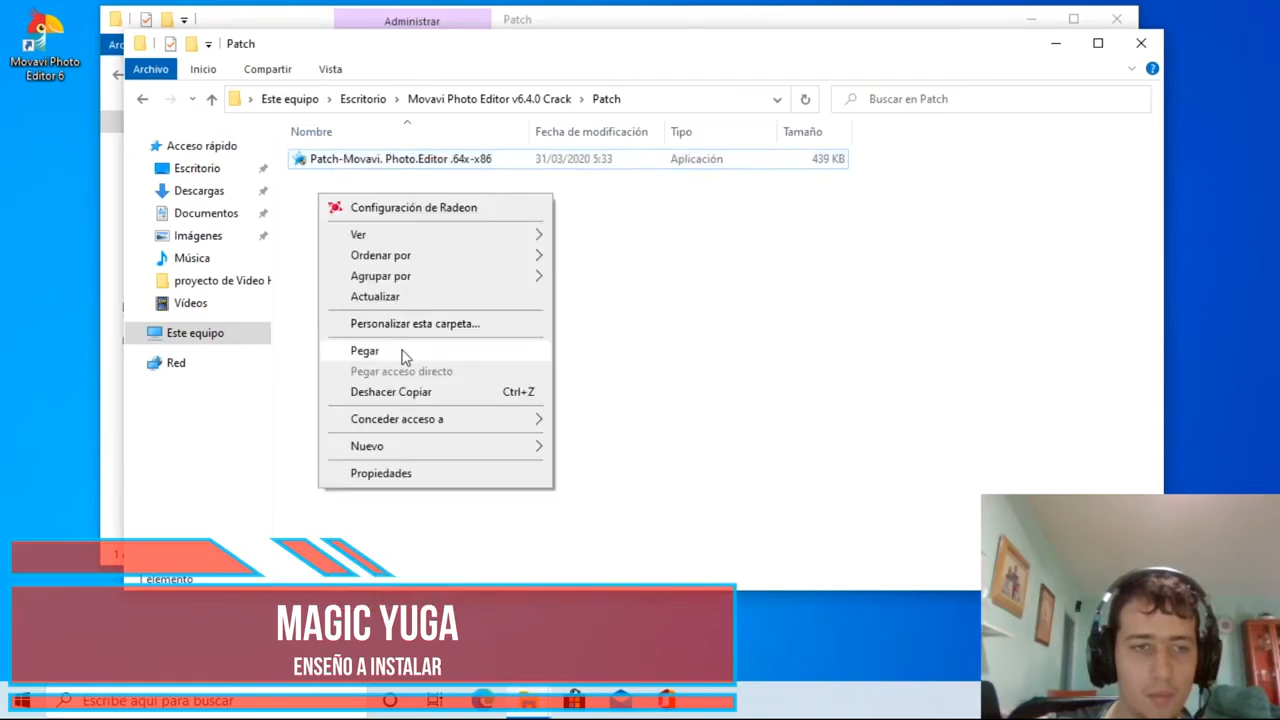 Administrar
Patch
Movavi Photo
Editor 6
Patch
Archivo
Inicio
Compartir
Vista
Este equipo
Escritorio
Movavi Photo Editor v6.4.0 Crack
Patch
Buscar en Patch
Nombre
Fecha de modificación
Tipo
Tamaño
Patch-Movavi. Photo.Editor .64x-x86
31/03/2020 5:33
Aplicación
439 KB
Acceso rápido
Escritorio
Descargas
Documentos
Imágenes
Música
proyecto de Video
Vídeos
Este equipo
Red
Configuración de Radeon
Ver
Ordenar por
Agrupar por
Actualizar
Personalizar esta carpeta...
Pegar
Pegar acceso directo
Deshacer Copiar Ctrl+Z
Conceder acceso a
Nuevo
Propiedades
1 elemento
MAGIC YUGA
ENSEÑO A INSTALAR
Escribe aquí para buscar